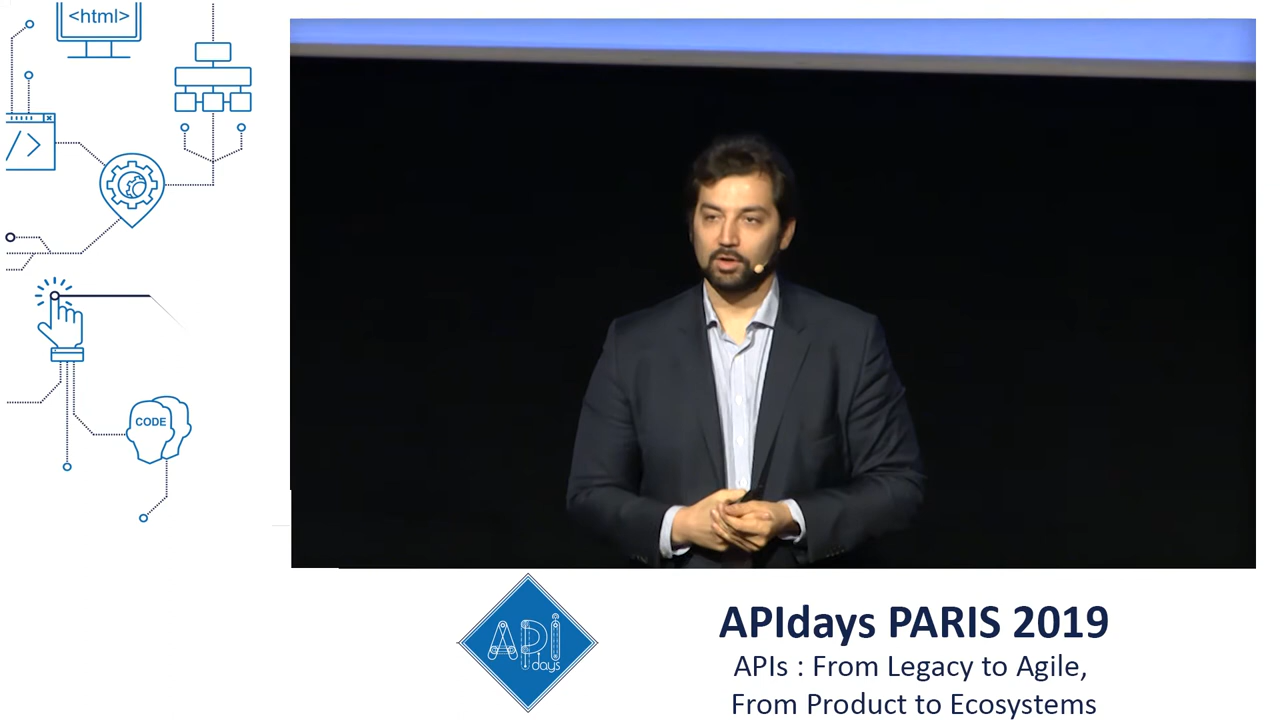 <html>
</>
CODE
API
days
APIdays PARIS 2019
APIs : From Legacy to Agile,
From Product to Ecosystems